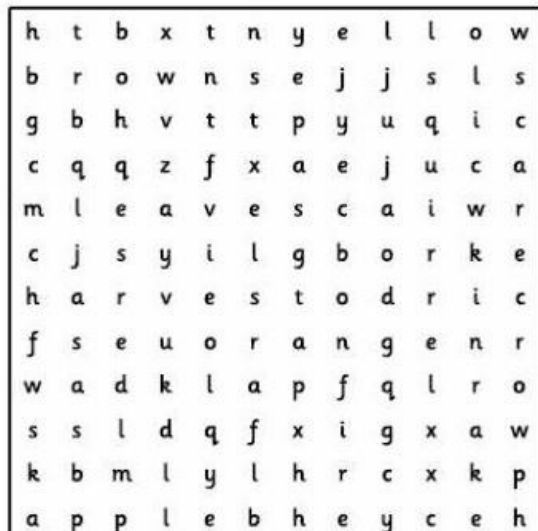 h t b x t n y e l l o w
b r o w n s e j j s l s
g b h v t t p y u q i c
c q q z f x a e j u c a
m l e a v e s c a i w r
c j s y i l g b o r k e
h a r v e s t o d r i c
f s e u o r a n g e n r
w a d k l a p f q l r o
s s l d q f x i g x a w
k b m l y l h r c x k p
a p p l e b h e y c e h